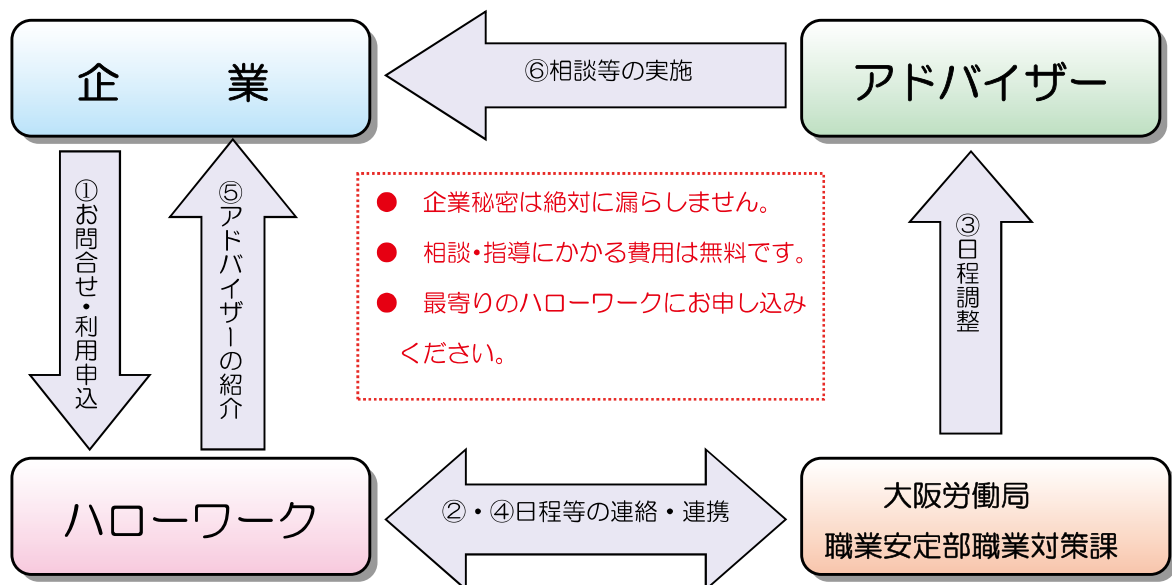 企　業
⑥相談等の実施
アドバイザー
①お問合せ・利用申込
⑤アドバイザーの紹介
● 企業秘密は絶対に漏らしません。
● 相談・指導にかかる費用は無料です。
● 最寄りのハローワークにお申し込み
ください。
③日程調整
ハローワーク
②・④日程等の連絡・連携
大阪労働局
職業安定部職業対策課